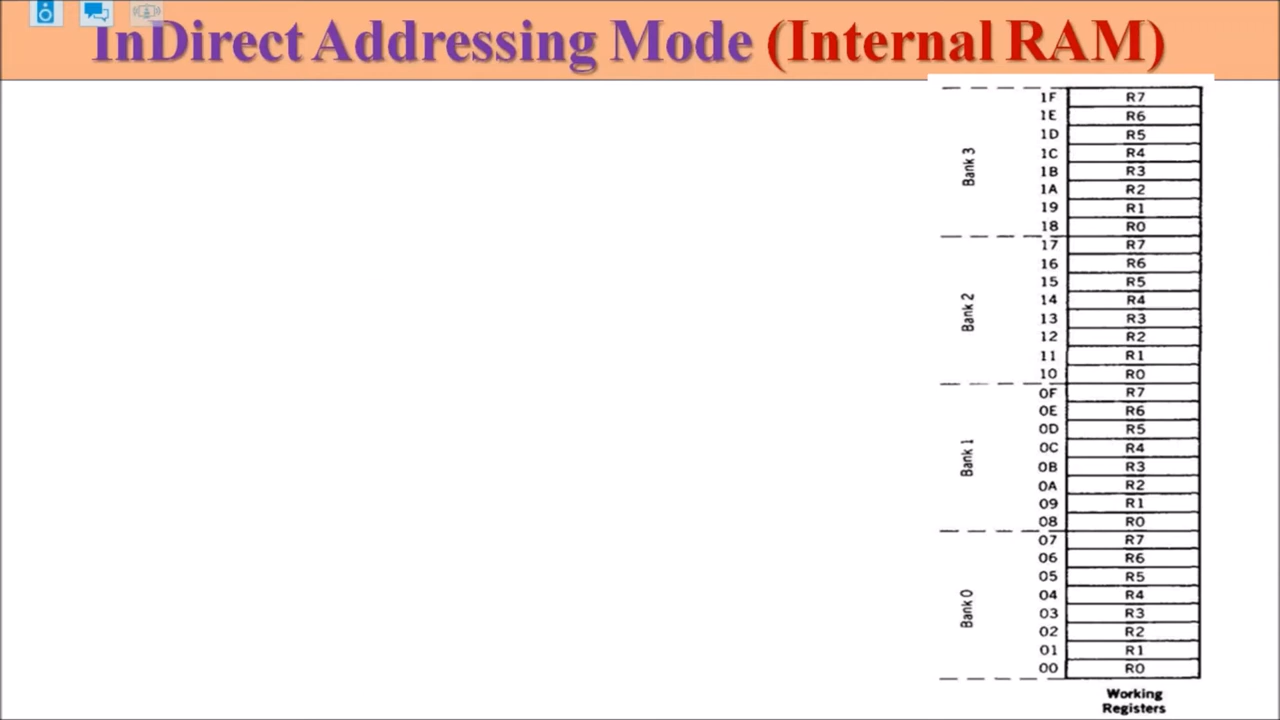 InDirect Addressing Mode (Internal RAM)
Bank 3
1F R7
1E R6
1D R5
1C R4
1B R3
1A R2
19 R1
18 R0
Bank 2
17 R7
16 R6
15 R5
14 R4
13 R3
12 R2
11 R1
10 R0
Bank 1
0F R7
0E R6
0D R5
0C R4
0B R3
0A R2
09 R1
08 R0
Bank 0
07 R7
06 R6
05 R5
04 R4
03 R3
02 R2
01 R1
00 R0
Working
Registers